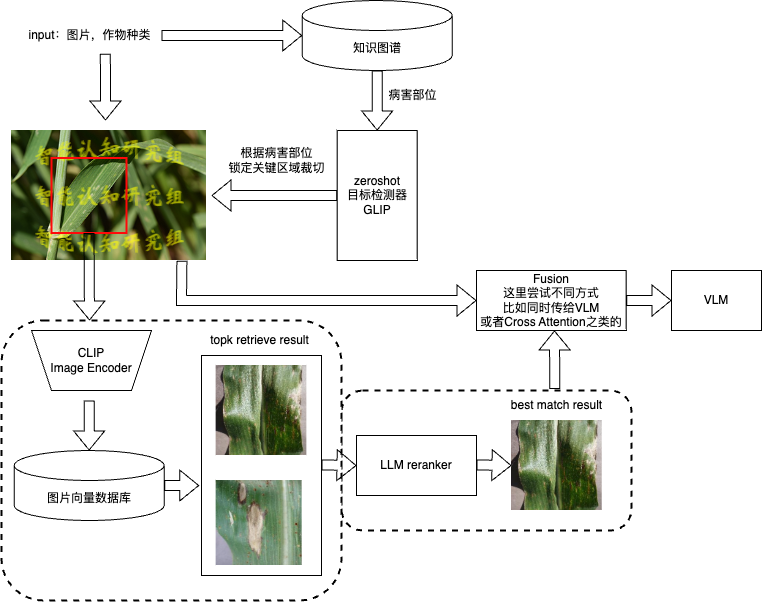 input：图片，作物种类
知识图谱
病害部位
智能认知研究组
智能认知研究组
智能认知研究组
根据病害部位
锁定关键区域裁切
zeroshot
目标检测器
GLIP
Fusion
这里尝试不同方式
比如同时传给VLM
或者Cross Attention之类的
VLM
CLIP
Image Encoder
topk retrieve result
图片向量数据库
LLM reranker
best match result